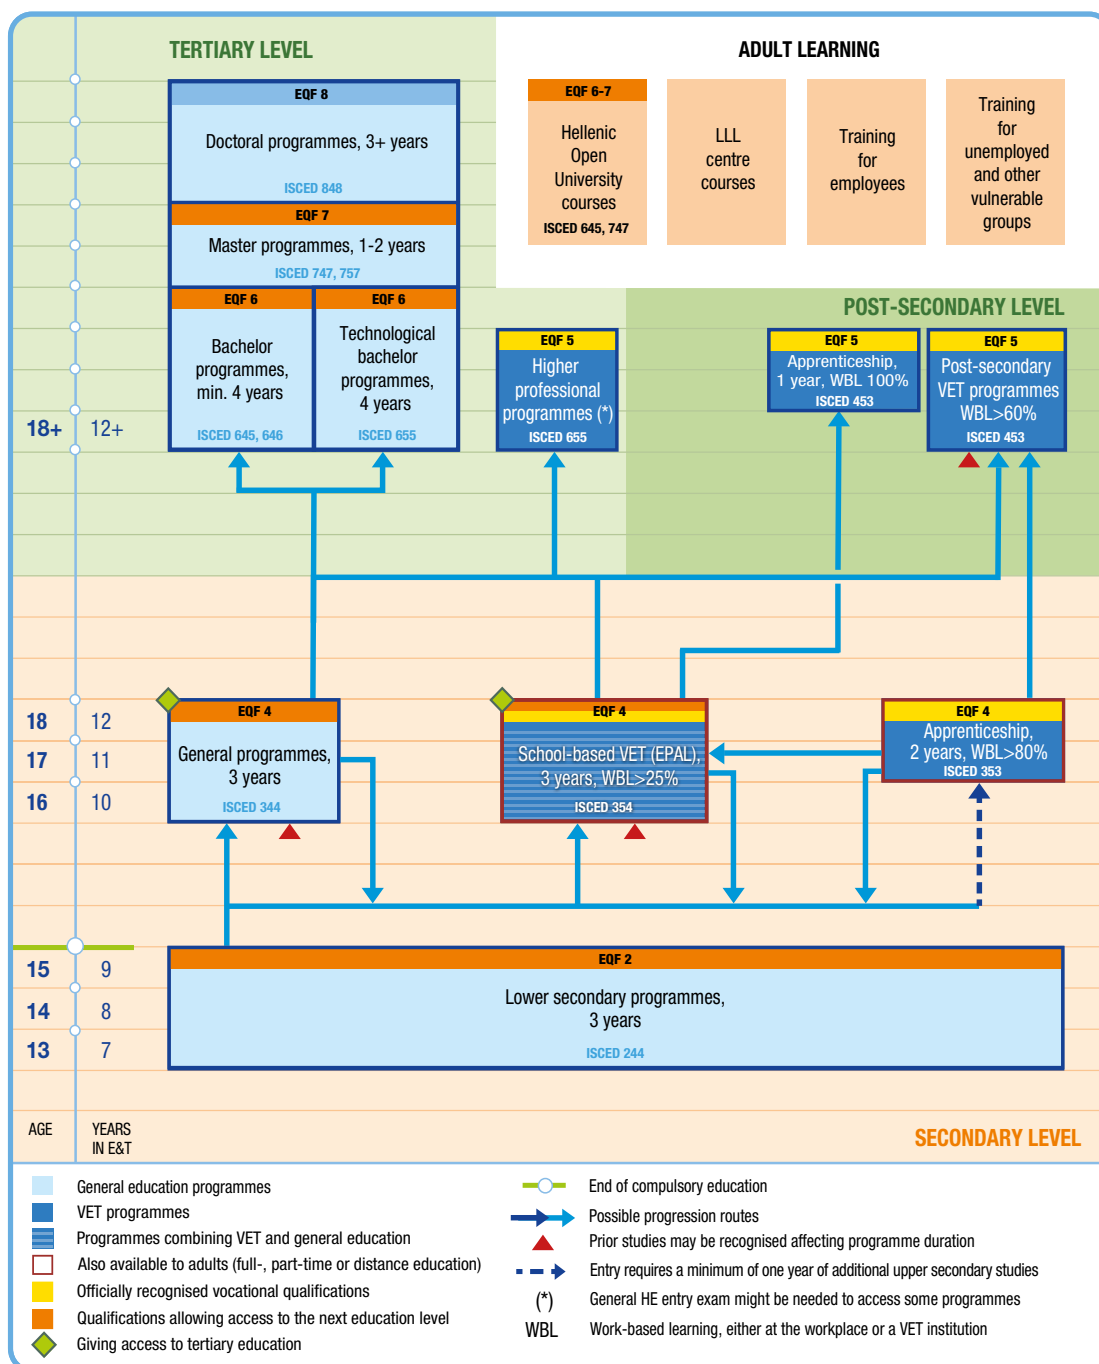 TERTIARY LEVEL
ADULT LEARNING
EQF 8
Doctoral programmes, 3+ years
ISCED 848
EQF 7
Master programmes, 1-2 years
ISCED 747, 757
EQF 6
Bachelor
programmes,
min. 4 years
ISCED 645, 646
EQF 6
Technological
bachelor
programmes,
4 years
ISCED 655
EQF 6-7
Hellenic
Open
University
courses
ISCED 645, 747
LLL
centre
courses
Training
for
employees
Training
for
unemployed
and other
vulnerable
groups
POST-SECONDARY LEVEL
EQF 5
Higher
professional
programmes (*)
ISCED 655
EQF 5
Apprenticeship,
1 year, WBL 100%
ISCED 453
EQF 5
Post-secondary
VET programmes
WBL>60%
ISCED 453
18+ 12+
18 12
17 11
16 10
EQF 4
General programmes,
3 years
ISCED 344
EQF 4
School-based VET (EPAL),
3 years, WBL>25%
ISCED 354
EQF 4
Apprenticeship,
2 years, WBL>80%
ISCED 353
15 9
14 8
13 7
EQF 2
Lower secondary programmes,
3 years
ISCED 244
AGE
YEARS
IN E&T
SECONDARY LEVEL
General education programmes
VET programmes
Programmes combining VET and general education
Also available to adults (full-, part-time or distance education)
Officially recognised vocational qualifications
Qualifications allowing access to the next education level
Giving access to tertiary education
End of compulsory education
Possible progression routes
Prior studies may be recognised affecting programme duration
Entry requires a minimum of one year of additional upper secondary studies
(*) General HE entry exam might be needed to access some programmes
WBL Work-based learning, either at the workplace or a VET institution